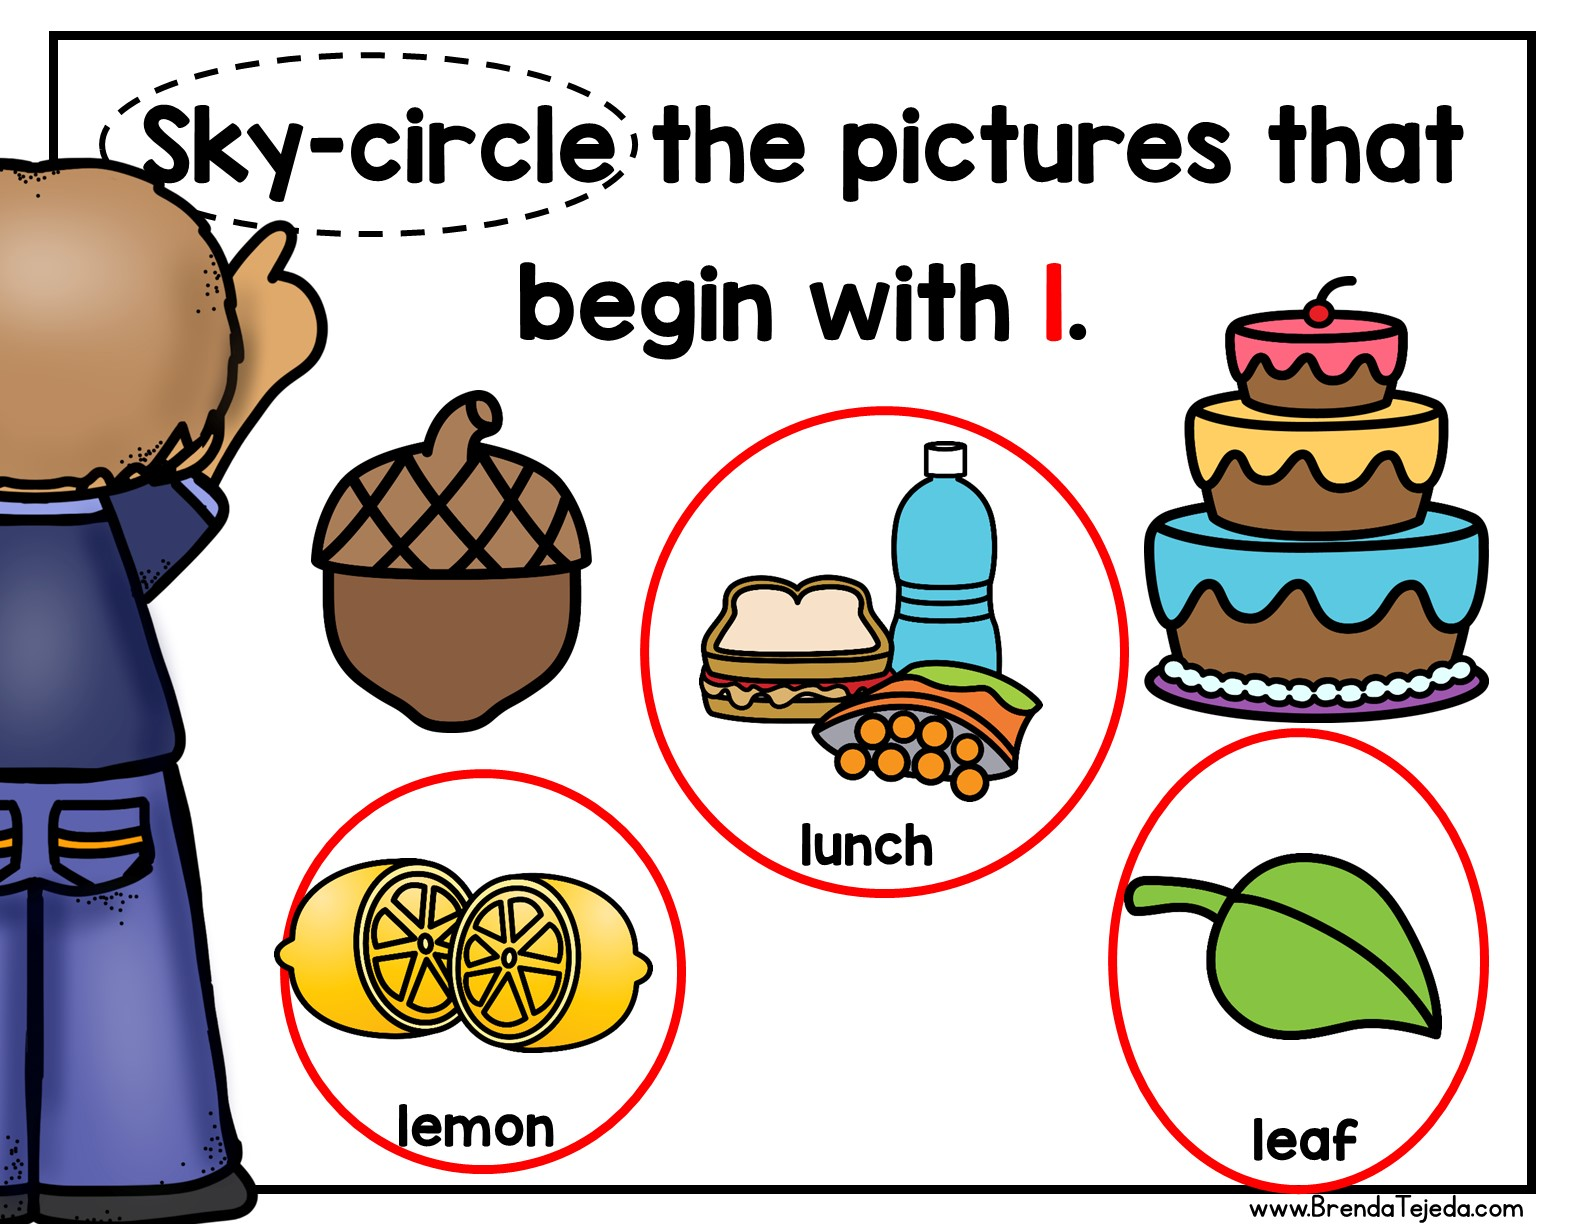 Sky-circle the pictures that
begin with l.
lunch
lemon
leaf
www.BrendaTejeda.com